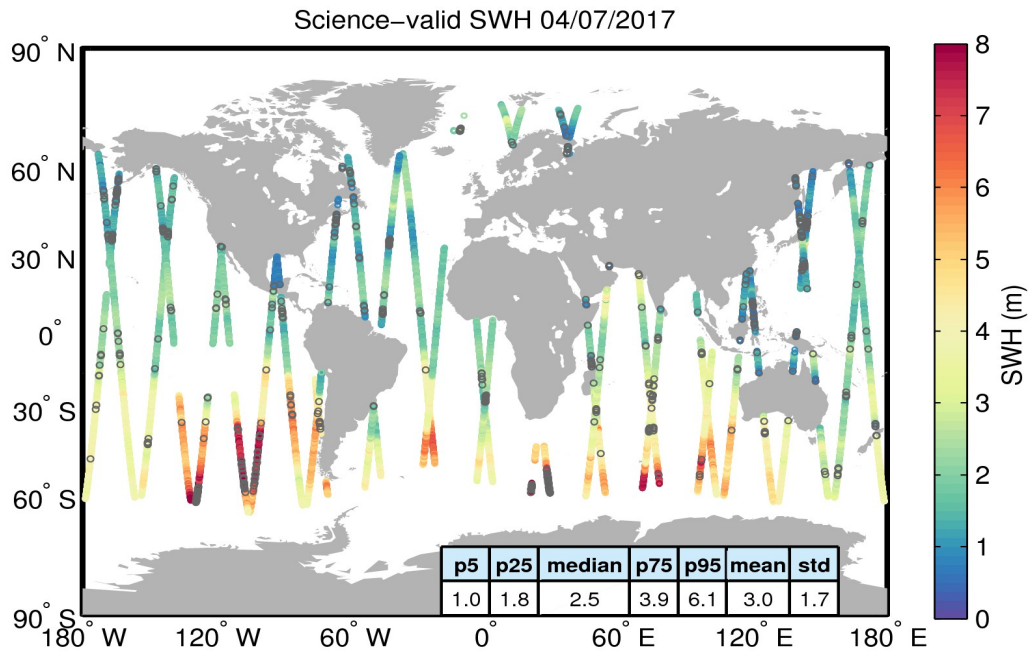 Science−valid SWH 04/07/2017
90° N
60° N
30° N
0°
30° S
60° S
90° S
180° W
120° W
60° W
0°
60° E
120° E
180° E
p5 p25 median p75 p95 mean std
1.0 1.8 2.5 3.9 6.1 3.0 1.7
8
7
6
5
4
3
2
1
0
SWH (m)